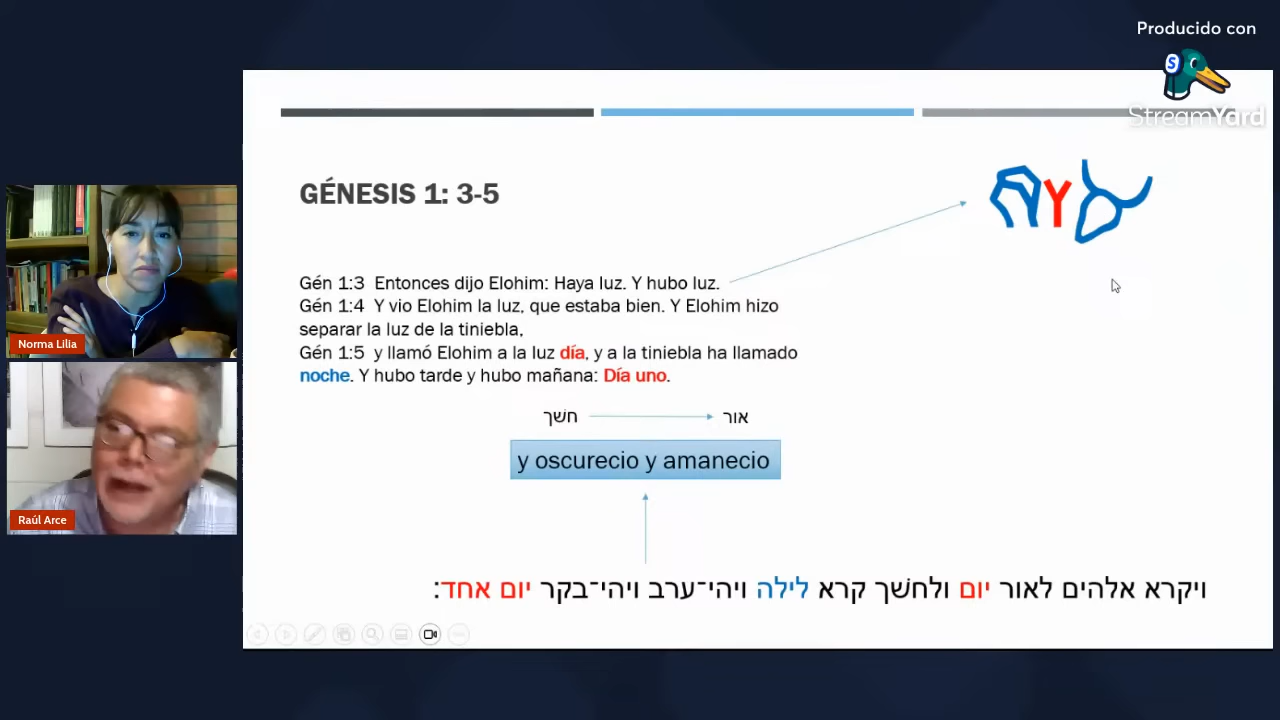 Producido con
StreamYard
GÉNESIS 1: 3-5
Gén 1:3 Entonces dijo Elohim: Haya luz. Y hubo luz.
Gén 1:4 Y vio Elohim la luz, que estaba bien. Y Elohim hizo
separar la luz de la tiniebla,
Gén 1:5 y llamó Elohim a la luz día, y a la tiniebla ha llamado
noche. Y hubo tarde y hubo mañana: Día uno.
חשך
אור
y oscurecio y amanecio
ויקרא אלהים לאור יום ולחשׁך קרא לילה ויהי־ערב ויהי־בקר יום אחד׃
Norma Lilia
Raúl Arce